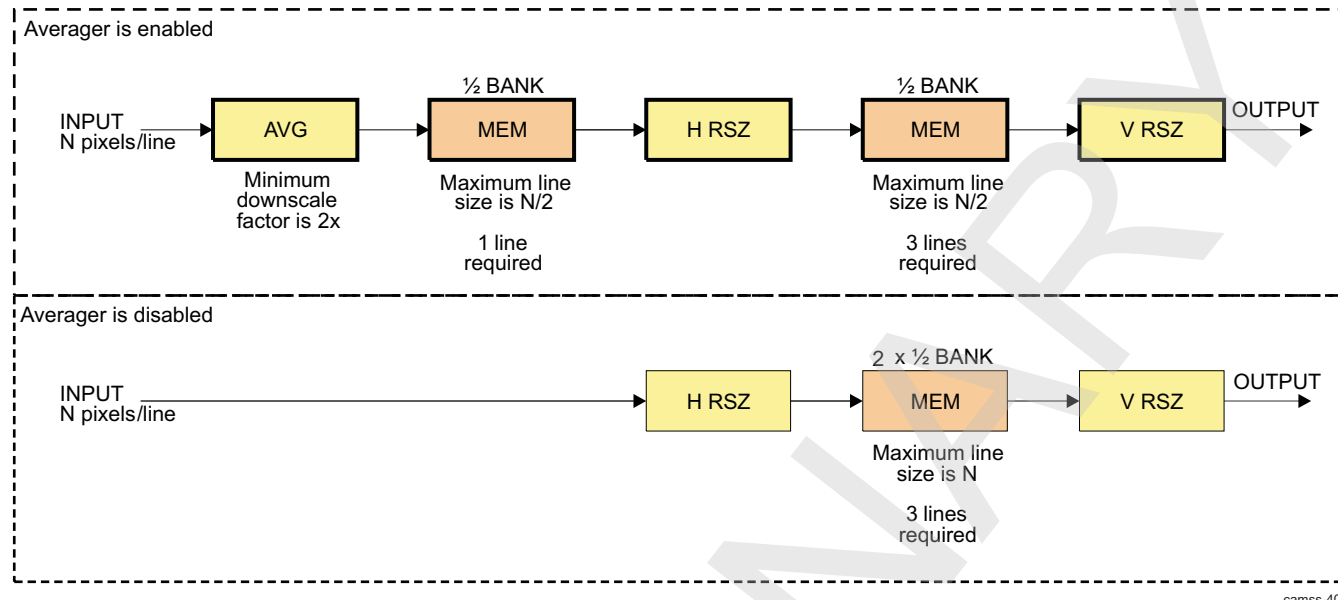 Averager is enabled
½ BANK
½ BANK
INPUT
N pixels/line
AVG
MEM
H RSZ
MEM
V RSZ
OUTPUT
Minimum
downscale
factor is 2x
Maximum line
size is N/2
1 line
required
Maximum line
size is N/2
3 lines
required
Averager is disabled
2 x ½ BANK
INPUT
N pixels/line
H RSZ
MEM
V RSZ
OUTPUT
Maximum line
size is N
3 lines
required